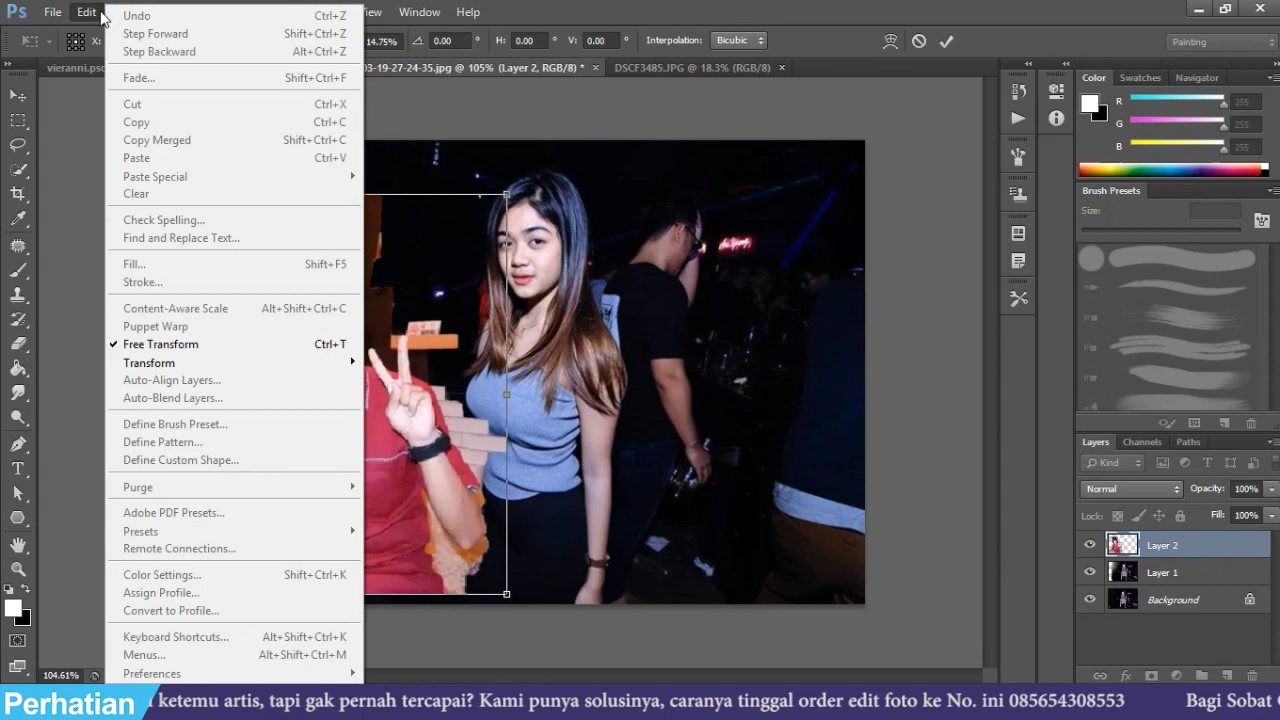 Ps File Edit View Window Help
X: 14.75% 0.00 ° H: 0.00 ° V: 0.00 ° Interpolation: Bicubic Painting
vieranni.psd 03-19-27-24-35.jpg @ 105% (Layer 2, RGB/8) * × DSCF3485.JPG @ 18.3% (RGB/8) ×
Undo Ctrl+Z
Step Forward Shift+Ctrl+Z
Step Backward Alt+Ctrl+Z
Fade... Shift+Ctrl+F
Cut Ctrl+X
Copy Ctrl+C
Copy Merged Shift+Ctrl+C
Paste Ctrl+V
Paste Special
Clear
Check Spelling...
Find and Replace Text...
Fill... Shift+F5
Stroke...
Content-Aware Scale Alt+Shift+Ctrl+C
Puppet Warp
Free Transform Ctrl+T
Transform
Auto-Align Layers...
Auto-Blend Layers...
Define Brush Preset...
Define Pattern...
Define Custom Shape...
Purge
Adobe PDF Presets...
Presets
Remote Connections...
Color Settings... Shift+Ctrl+K
Assign Profile...
Convert to Profile...
Keyboard Shortcuts... Alt+Shift+Ctrl+K
Menus... Alt+Shift+Ctrl+M
Preferences
Color Swatches Navigator
R 255
G 255
B 255
Brush Presets
Size:
Layers Channels Paths
Kind
Normal Opacity: 100%
Lock: Fill: 100%
Layer 2
Layer 1
Background
104.61%
Perhatian ketemu artis, tapi gak pernah tercapai? Kami punya solusinya, caranya tinggal order edit foto ke No. ini 085654308553 Bagi Sobat